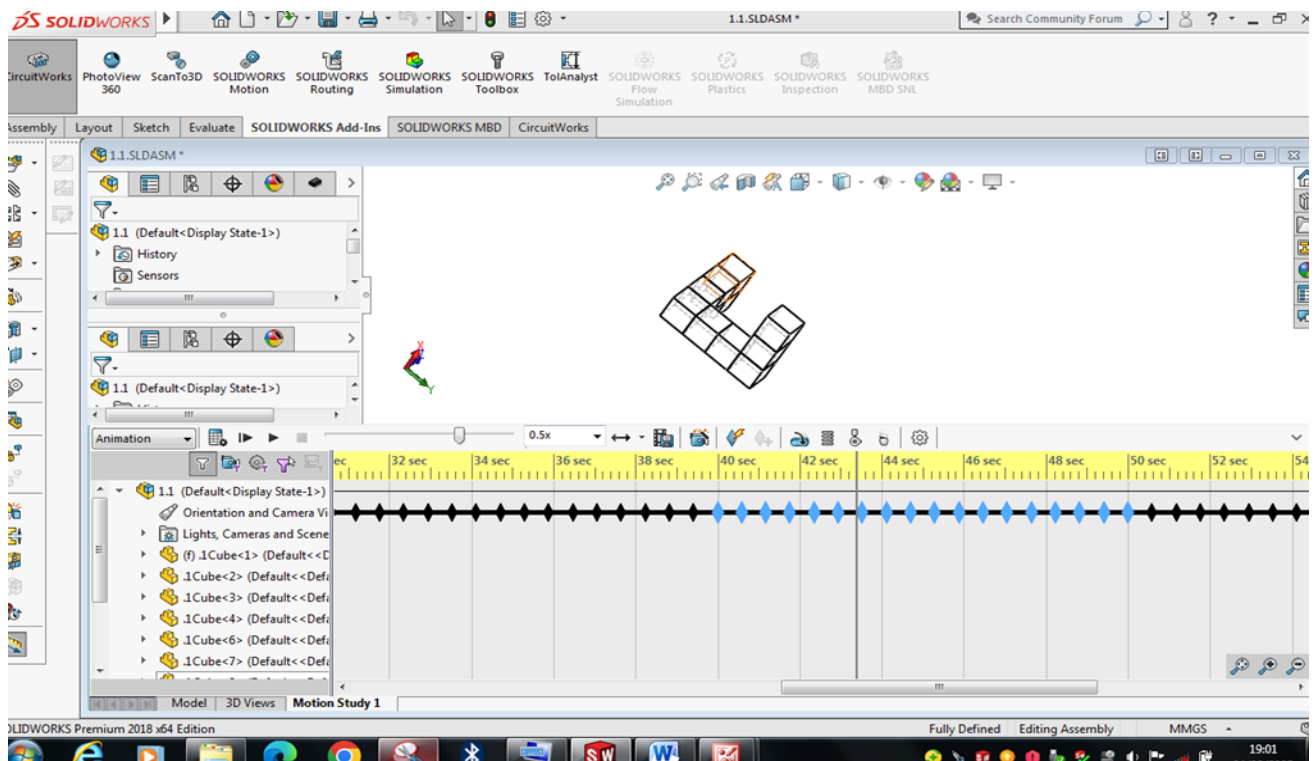 SOLIDWORKS
1.1.SLDASM *
Search Community Forum
CircuitWorks
PhotoView 360
ScanTo3D
SOLIDWORKS Motion
SOLIDWORKS Routing
SOLIDWORKS Simulation
SOLIDWORKS Toolbox
TolAnalyst
SOLIDWORKS Flow Simulation
SOLIDWORKS Plastics
SOLIDWORKS Inspection
SOLIDWORKS MBD SNL
Assembly Layout Sketch Evaluate SOLIDWORKS Add-Ins SOLIDWORKS MBD CircuitWorks
1.1.SLDASM *
1.1 (Default<Display State-1>)
History
Sensors
1.1 (Default<Display State-1>)
X
Y
Animation
0.5x
ec 32 sec 34 sec 36 sec 38 sec 40 sec 42 sec 44 sec 46 sec 48 sec 50 sec 52 sec 54
1.1 (Default<Display State-1>)
Orientation and Camera Vi
Lights, Cameras and Scene
(f) .1Cube<1> (Default<<D
.1Cube<2> (Default<<Defa
.1Cube<3> (Default<<Defa
.1Cube<4> (Default<<Defa
.1Cube<6> (Default<<Defa
.1Cube<7> (Default<<Defa
Model 3D Views Motion Study 1
SOLIDWORKS Premium 2018 x64 Edition
Fully Defined Editing Assembly MMGS
19:01